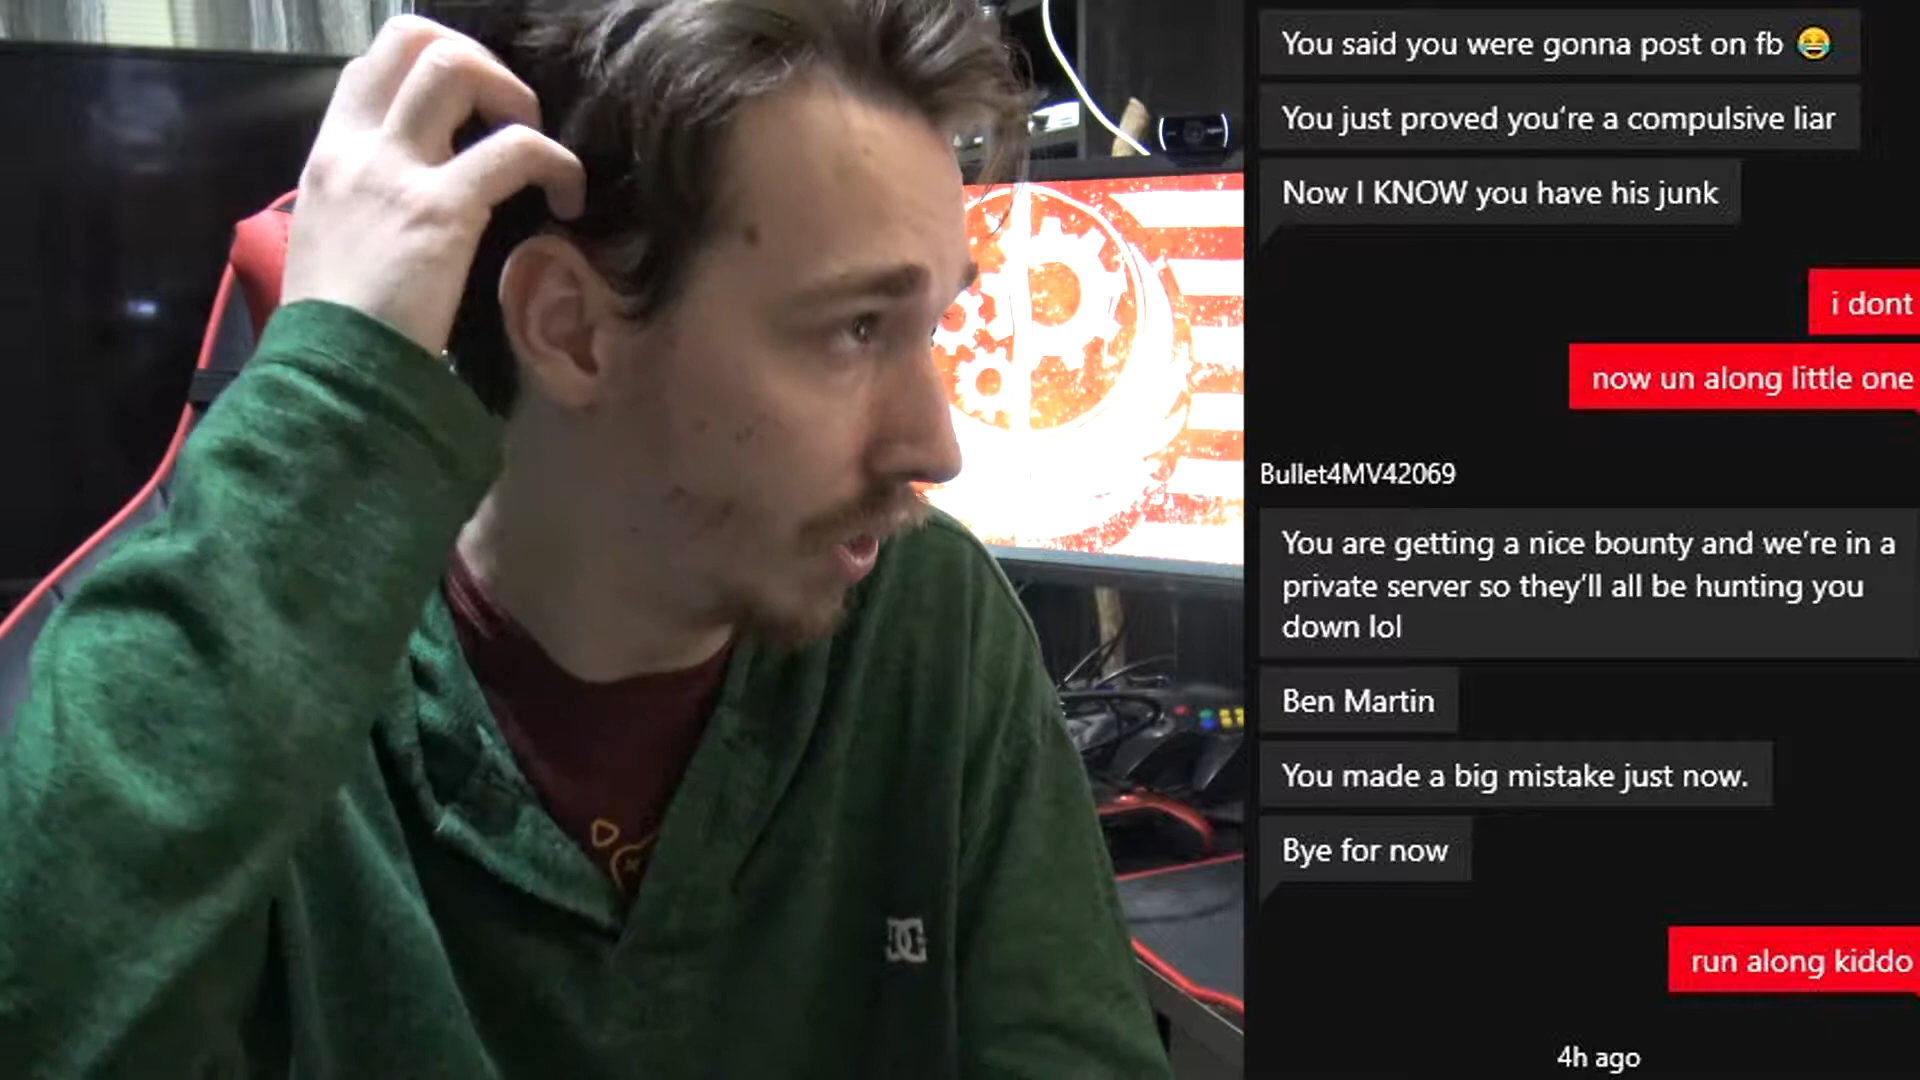 You said you were gonna post on fb 😂
You just proved you're a compulsive liar
Now I KNOW you have his junk
i dont
now un along little one
Bullet4MV42069
You are getting a nice bounty and we're in a
private server so they'll all be hunting you
down lol
Ben Martin
You made a big mistake just now.
Bye for now
run along kiddo
4h ago
DC